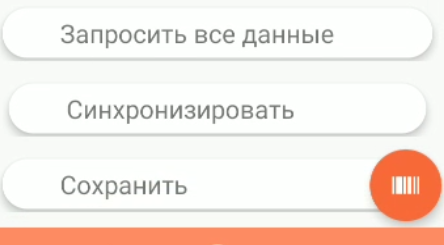 Запросить все данные
Синхронизировать
Сохранить